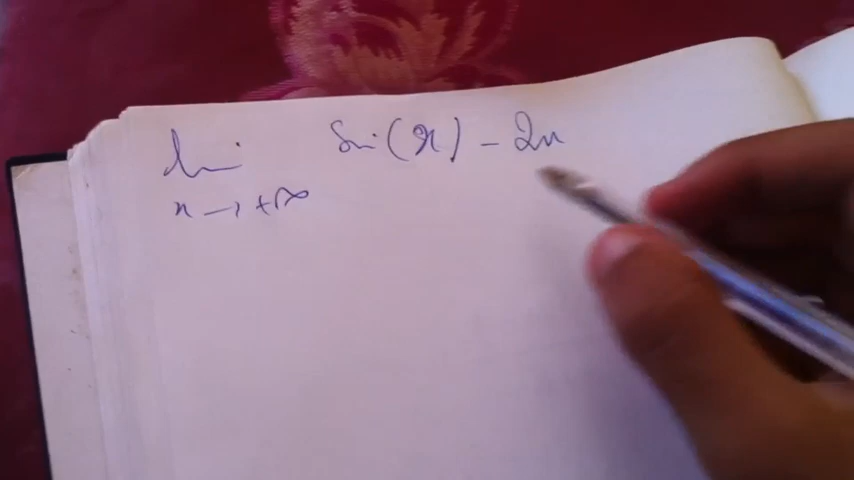 lim sin(x) - 2x
x → +∞